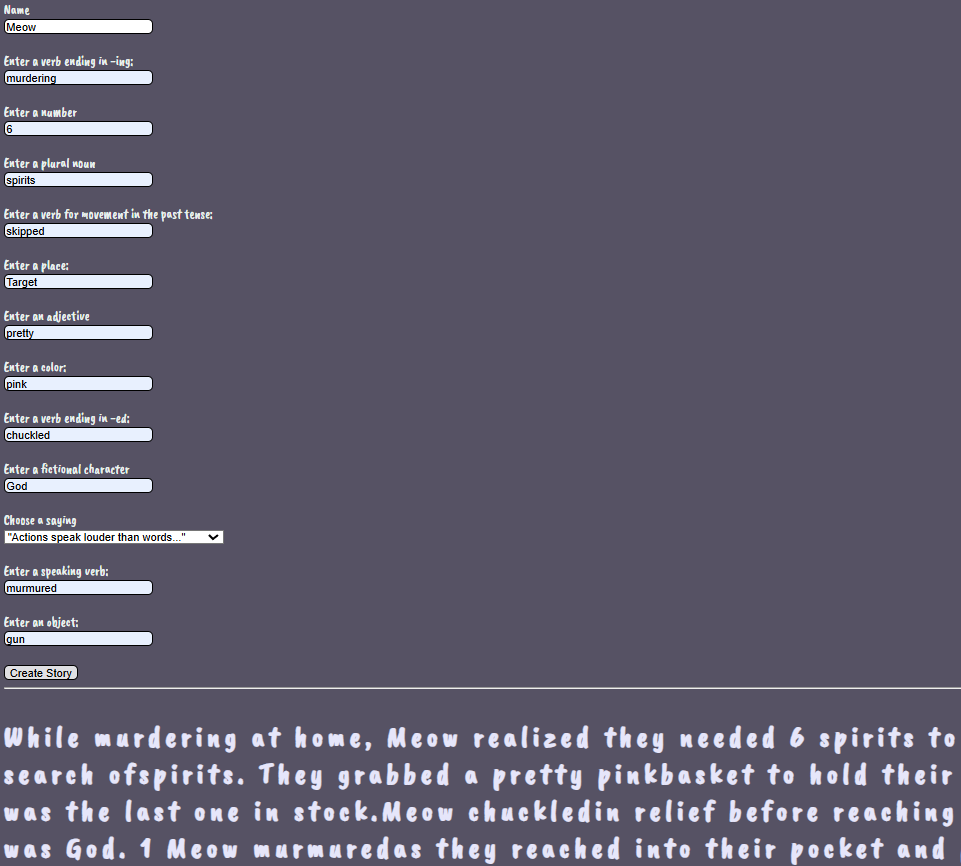 Name
Meow
Enter a verb ending in -ing:
murdering
Enter a number
6
Enter a plural noun
spirits
Enter a verb for movement in the past tense:
skipped
Enter a place:
Target
Enter an adjective
pretty
Enter a color:
pink
Enter a verb ending in -ed:
chuckled
Enter a fictional character
God
Choose a saying
"Actions speak louder than words..."
Enter a speaking verb:
murmured
Enter an object:
gun
Create Story
While murdering at home, Meow realized they needed 6 spirits to
search ofspirits. They grabbed a pretty pinkbasket to hold their
was the last one in stock.Meow chuckledin relief before reaching
was God. 1 Meow murmuredas they reached into their pocket and